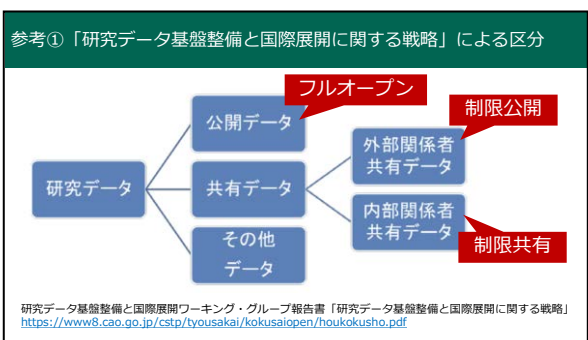 参考①「研究データ基盤整備と国際展開に関する戦略」による区分
フルオープン
制限公開
公開データ
外部関係者
共有データ
研究データ
共有データ
内部関係者
共有データ
制限共有
その他
データ
研究データ基盤整備と国際展開ワーキング・グループ報告書「研究データ基盤整備と国際展開に関する戦略」
https://www8.cao.go.jp/cstp/tyousakai/kokusaiopen/houkokusho.pdf